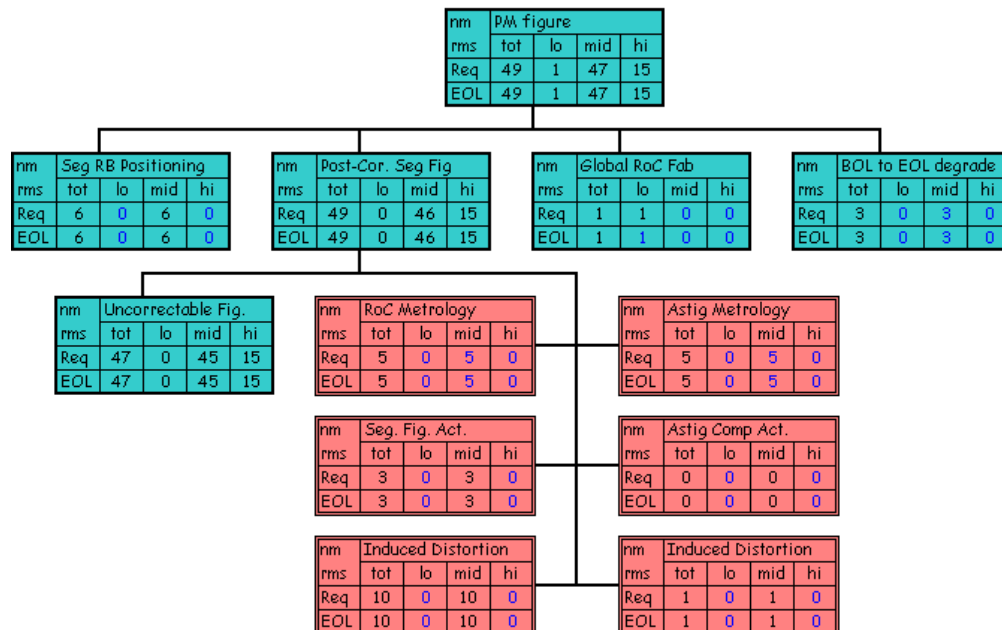 nm PM figure
rms tot lo mid hi
Req 49 1 47 15
EOL 49 1 47 15
nm Seg RB Positioning
rms tot lo mid hi
Req 6 0 6 0
EOL 6 0 6 0
nm Post-Cor. Seg Fig
rms tot lo mid hi
Req 49 0 46 15
EOL 49 0 46 15
nm Global RoC Fab
rms tot lo mid hi
Req 1 1 0 0
EOL 1 1 0 0
nm BOL to EOL degrade
rms tot lo mid hi
Req 3 0 3 0
EOL 3 0 3 0
nm Uncorrectable Fig.
rms tot lo mid hi
Req 47 0 45 15
EOL 47 0 45 15
nm RoC Metrology
rms tot lo mid hi
Req 5 0 5 0
EOL 5 0 5 0
nm Astig Metrology
rms tot lo mid hi
Req 5 0 5 0
EOL 5 0 5 0
nm Seg. Fig. Act.
rms tot lo mid hi
Req 3 0 3 0
EOL 3 0 3 0
nm Astig Comp Act.
rms tot lo mid hi
Req 0 0 0 0
EOL 0 0 0 0
nm Induced Distortion
rms tot lo mid hi
Req 10 0 10 0
EOL 10 0 10 0
nm Induced Distortion
rms tot lo mid hi
Req 1 0 1 0
EOL 1 0 1 0